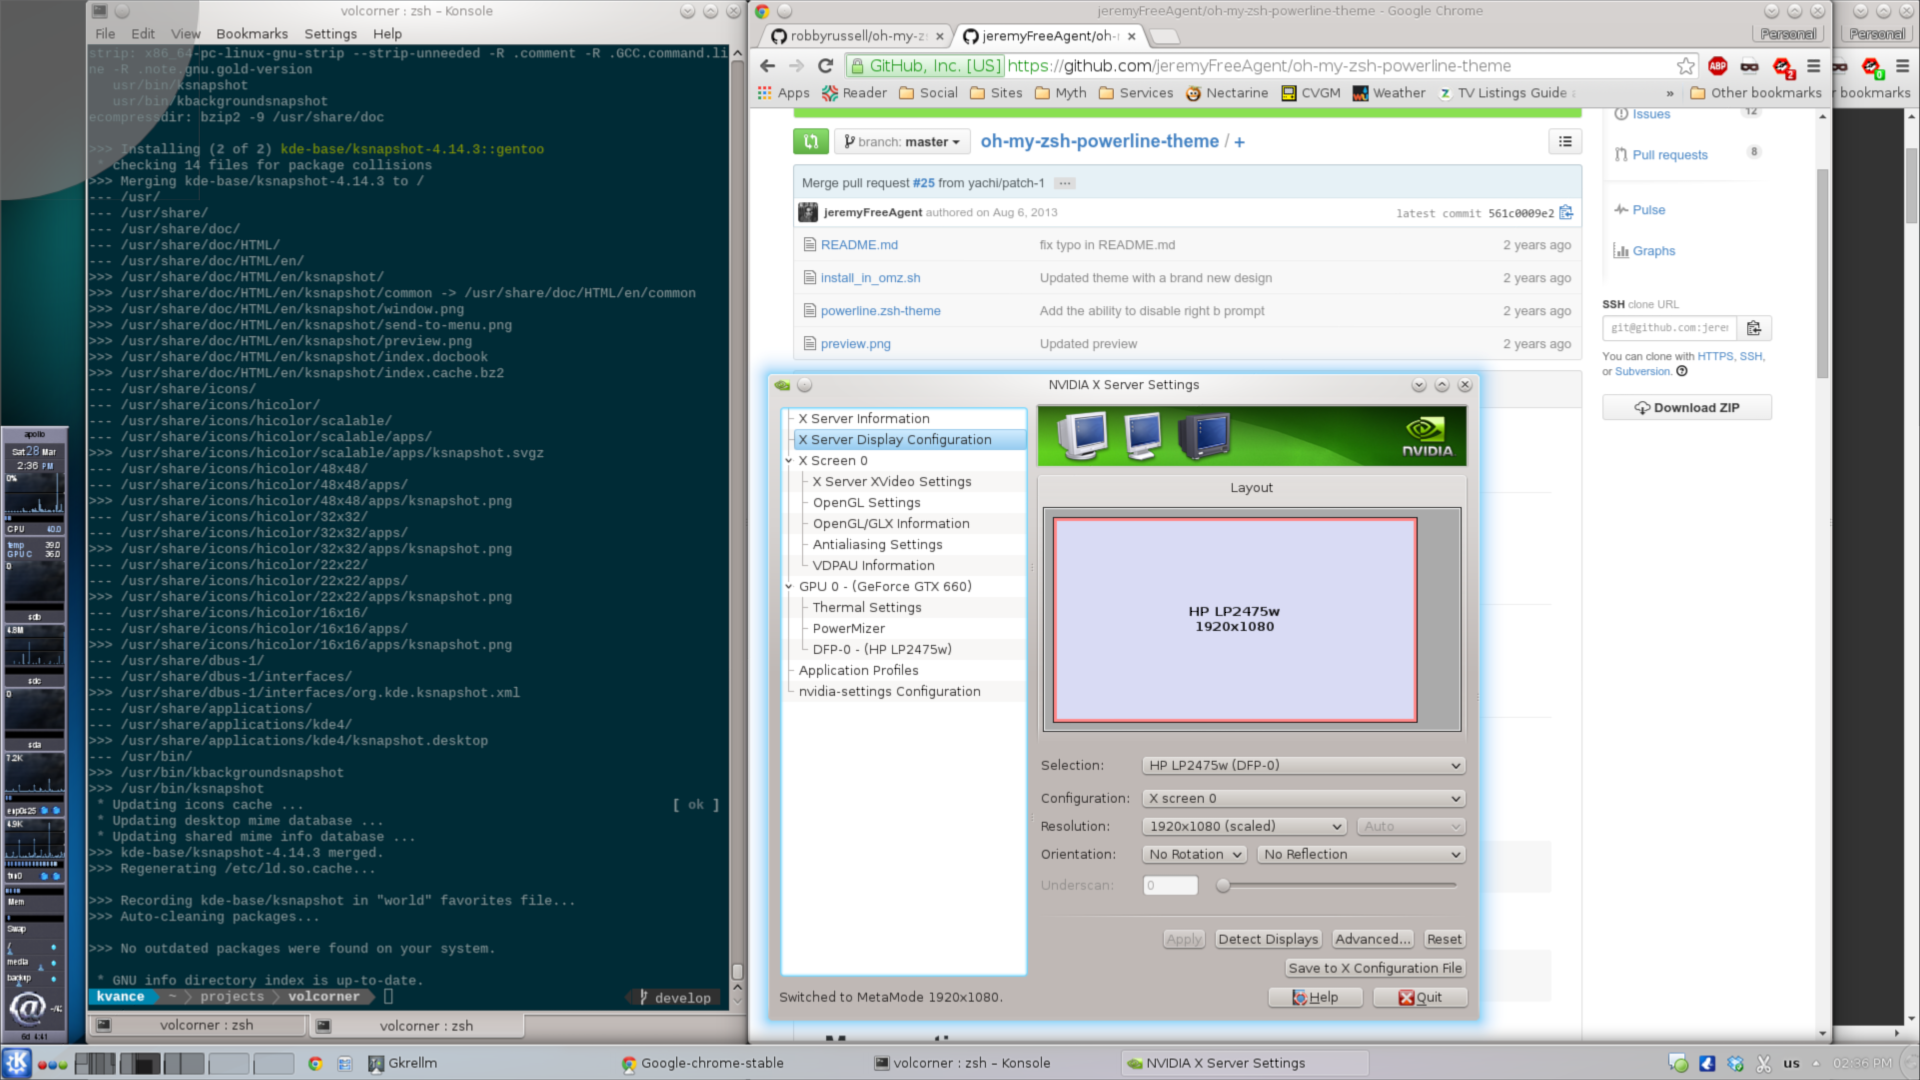 volcorner : zsh – Konsole
File Edit View Bookmarks Settings Help
strip: x86_64-pc-linux-gnu-strip --strip-unneeded -R .comment -R .GCC.command.li
ne -R .note.gnu.gold-version
usr/bin/ksnapshot
usr/bin/kbackgroundsnapshot
ecompressdir: bzip2 -9 /usr/share/doc
>>> Installing (2 of 2) kde-base/ksnapshot-4.14.3::gentoo
* checking 14 files for package collisions
>>> Merging kde-base/ksnapshot-4.14.3 to /
--- /usr/
--- /usr/share/
--- /usr/share/doc/
--- /usr/share/doc/HTML/
--- /usr/share/doc/HTML/en/
>>> /usr/share/doc/HTML/en/ksnapshot/
>>> /usr/share/doc/HTML/en/ksnapshot/common -> /usr/share/doc/HTML/en/common
>>> /usr/share/doc/HTML/en/ksnapshot/window.png
>>> /usr/share/doc/HTML/en/ksnapshot/send-to-menu.png
>>> /usr/share/doc/HTML/en/ksnapshot/preview.png
>>> /usr/share/doc/HTML/en/ksnapshot/index.docbook
>>> /usr/share/doc/HTML/en/ksnapshot/index.cache.bz2
--- /usr/share/icons/
--- /usr/share/icons/hicolor/
--- /usr/share/icons/hicolor/scalable/
--- /usr/share/icons/hicolor/scalable/apps/
>>> /usr/share/icons/hicolor/scalable/apps/ksnapshot.svgz
--- /usr/share/icons/hicolor/48x48/
--- /usr/share/icons/hicolor/48x48/apps/
>>> /usr/share/icons/hicolor/48x48/apps/ksnapshot.png
--- /usr/share/icons/hicolor/32x32/
--- /usr/share/icons/hicolor/32x32/apps/
>>> /usr/share/icons/hicolor/32x32/apps/ksnapshot.png
--- /usr/share/icons/hicolor/22x22/
--- /usr/share/icons/hicolor/22x22/apps/
>>> /usr/share/icons/hicolor/22x22/apps/ksnapshot.png
--- /usr/share/icons/hicolor/16x16/
--- /usr/share/icons/hicolor/16x16/apps/
>>> /usr/share/icons/hicolor/16x16/apps/ksnapshot.png
--- /usr/share/dbus-1/
--- /usr/share/dbus-1/interfaces/
>>> /usr/share/dbus-1/interfaces/org.kde.ksnapshot.xml
--- /usr/share/applications/
--- /usr/share/applications/kde4/
>>> /usr/share/applications/kde4/ksnapshot.desktop
--- /usr/bin/
>>> /usr/bin/kbackgroundsnapshot
>>> /usr/bin/ksnapshot
* Updating icons cache ... [ ok ]
* Updating desktop mime database ...
* Updating shared mime info database ...
>>> kde-base/ksnapshot-4.14.3 merged.
>>> Regenerating /etc/ld.so.cache...
>>> Recording kde-base/ksnapshot in "world" favorites file...
>>> Auto-cleaning packages...
>>> No outdated packages were found on your system.
* GNU info directory index is up-to-date.
kvance ~ projects volcorner develop
volcorner : zsh volcorner : zsh
apollo
Sat 28 Mar
2:36 PM
0%
CPU 40.0
temp 39.0
GPU C 36.0
0
sdb
4.8M
sdc
0
sda
7.2K
enp0s25
4.9K
tun0
Mem
Swap
/
media
backup
6d 4:41
jeremyFreeAgent/oh-my-zsh-powerline-theme - Google Chrome
Personal Personal
robbyrussell/oh-my-z jeremyFreeAgent/oh-
GitHub, Inc. [US] https://github.com/jeremyFreeAgent/oh-my-zsh-powerline-theme
ABP 2 0
Apps Reader Social Sites Myth Services Nectarine CVGM Weather TV Listings Guide » Other bookmarks r bookmarks
branch: master oh-my-zsh-powerline-theme / +
Merge pull request #25 from yachi/patch-1 ...
jeremyFreeAgent authored on Aug 6, 2013 latest commit 561c0009e2
README.md fix typo in README.md 2 years ago
install_in_omz.sh Updated theme with a brand new design 2 years ago
powerline.zsh-theme Add the ability to disable right b prompt 2 years ago
preview.png Updated preview 2 years ago
Issues 12
Pull requests 8
Pulse
Graphs
SSH clone URL
git@github.com:jere
You can clone with HTTPS, SSH,
or Subversion.
Download ZIP
NVIDIA X Server Settings
X Server Information
X Server Display Configuration
X Screen 0
X Server XVideo Settings
OpenGL Settings
OpenGL/GLX Information
Antialiasing Settings
VDPAU Information
GPU 0 - (GeForce GTX 660)
Thermal Settings
PowerMizer
DFP-0 - (HP LP2475w)
Application Profiles
nvidia-settings Configuration
NVIDIA
Layout
HP LP2475w
1920x1080
Selection: HP LP2475w (DFP-0)
Configuration: X screen 0
Resolution: 1920x1080 (scaled) Auto
Orientation: No Rotation No Reflection
Underscan: 0
Apply Detect Displays Advanced... Reset
Save to X Configuration File
Switched to MetaMode 1920x1080.
Help Quit
Gkrellm Google-chrome-stable volcorner : zsh – Konsole NVIDIA X Server Settings us 02:36 PM